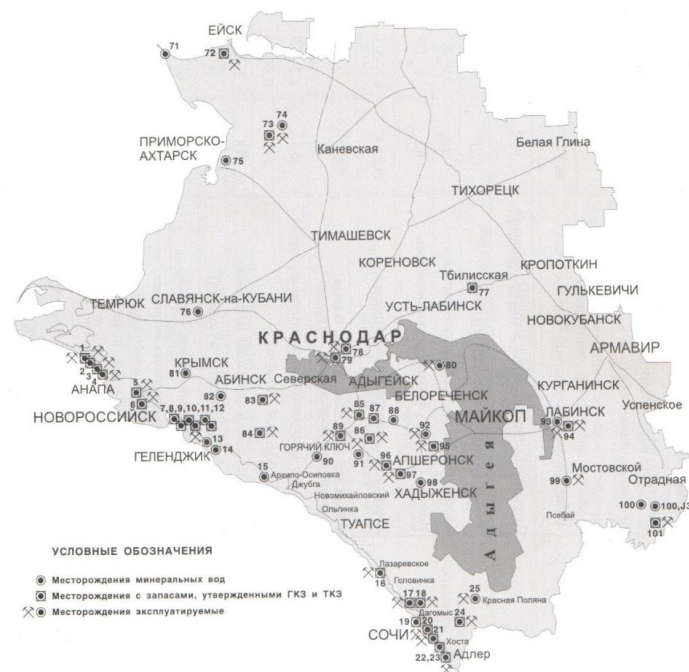 ЕЙСК
71
72
74
73
ПРИМОРСКО-
АХТАРСК
75
Каневская
Белая Глина
ТИХОРЕЦК
ТИМАШЕВСК
КОРЕНОВСК
Тбилисская
77
КРОПОТКИН
ГУЛЬКЕВИЧИ
ТЕМРЮК
СЛАВЯНСК-на-КУБАНИ
76
УСТЬ-ЛАБИНСК
НОВОКУБАНСК
КРАСНОДАР
78
79
АРМАВИР
1
2
3
4
АНАПА
5
6
КРЫМСК
81
АБИНСК
82
Северская
АДЫГЕЙСК
80
БЕЛОРЕЧЕНСК
КУРГАНИНСК
Успенское
83
НОВОРОССИЙСК
7,8,9,10,11,12
13
14
ГЕЛЕНДЖИК
84
85
87
88
89
86
92
95
МАЙКОП
ЛАБИНСК
93
94
ГОРЯЧИЙ КЛЮЧ
90
91
96
АПШЕРОНСК
97
98
ХАДЫЖЕНСК
99
Мостовской
Отрадная
100
100,J3
101
15
Архипо-Осиповка
Джубга
Новомихайловский
Ольгинка
ТУАПСЕ
Псебай
Адыгея
УСЛОВНЫЕ ОБОЗНАЧЕНИЯ
Месторождения минеральных вод
Месторождения с запасами, утвержденными ГКЗ и ТКЗ
Месторождения эксплуатируемые
Лазаревское
16
Головинка
17 18
Дагомыс
25
Красная Поляна
24
19
20
21
СОЧИ
Хоста
22,23
Адлер